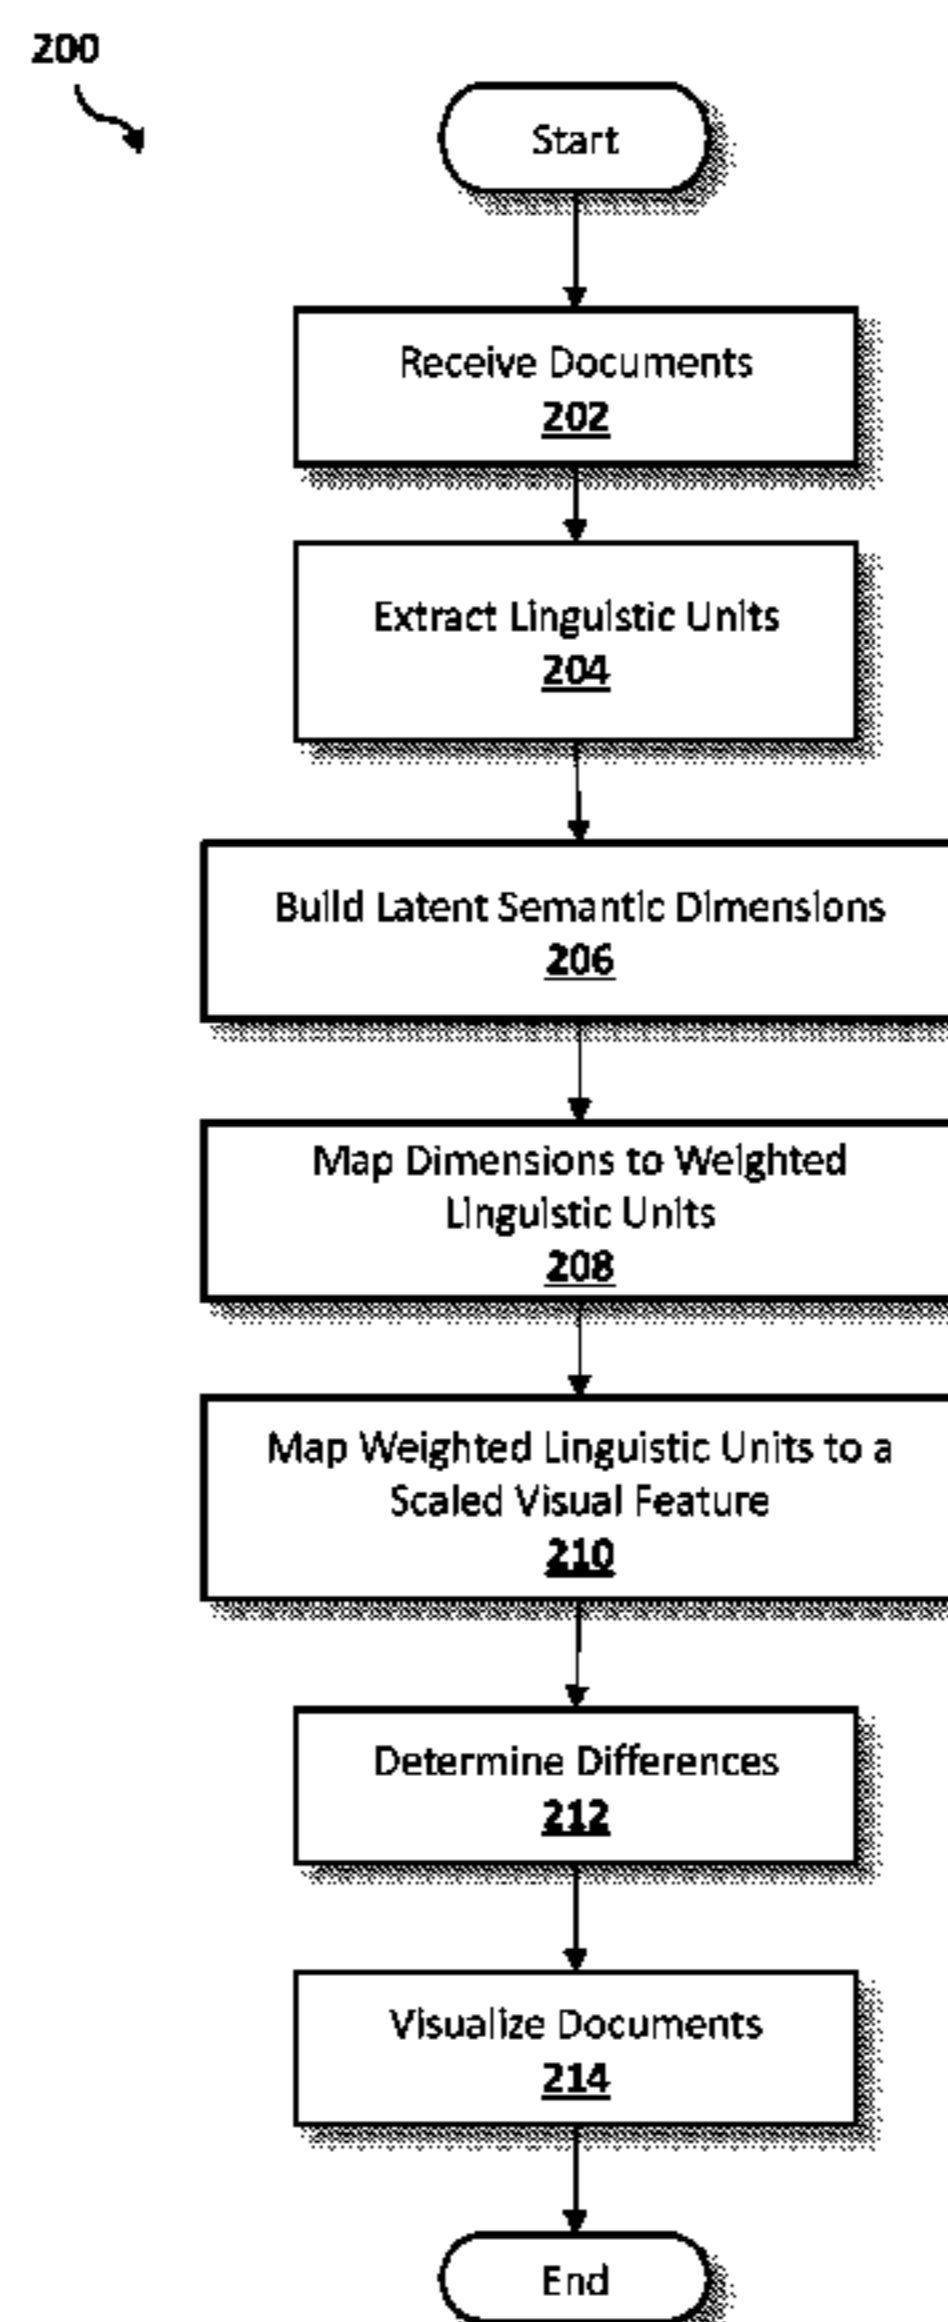 200
Start
Receive Documents
202
Extract Linguistic Units
204
Build Latent Semantic Dimensions
206
Map Dimensions to Weighted
Linguistic Units
208
Map Weighted Linguistic Units to a
Scaled Visual Feature
210
Determine Differences
212
Visualize Documents
214
End